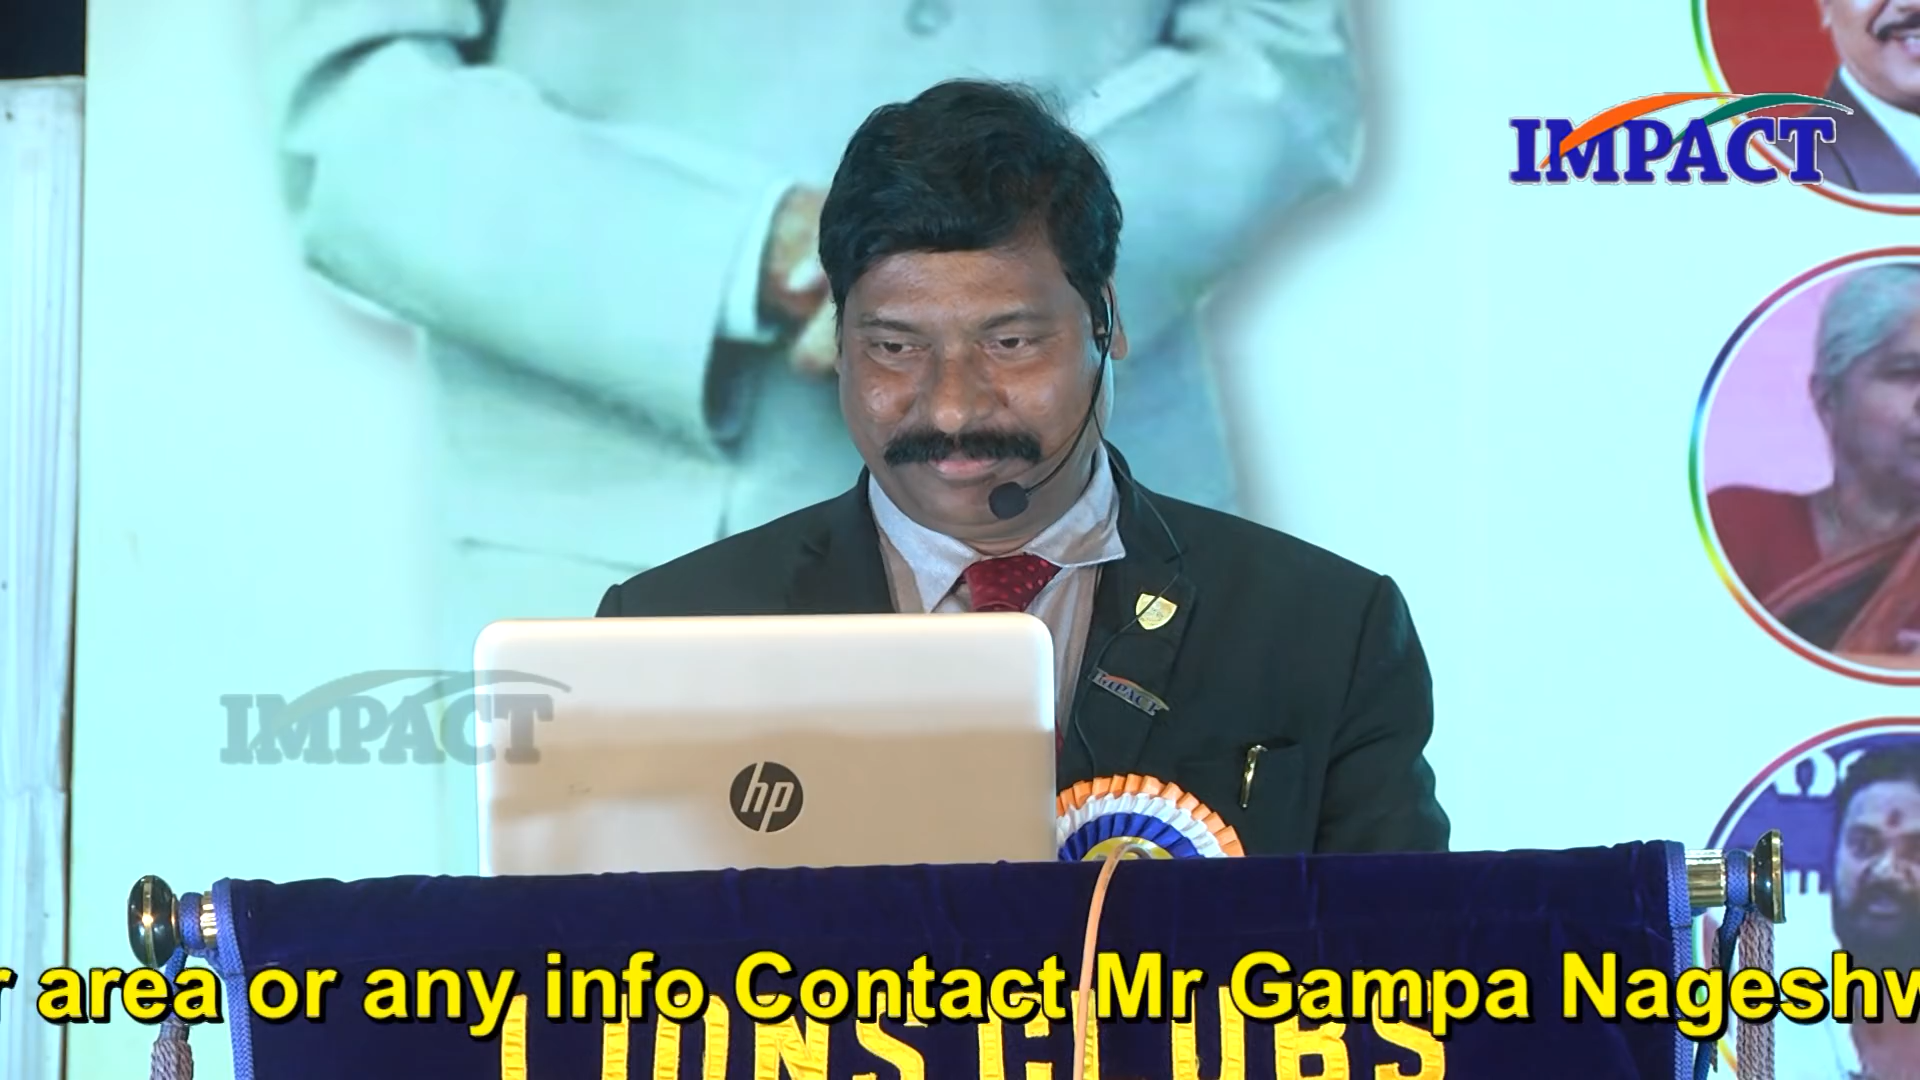 IMPACT
IMPACT
IMPACT
hp
r area or any info Contact Mr Gampa Nageshw
LIONS CLUBS